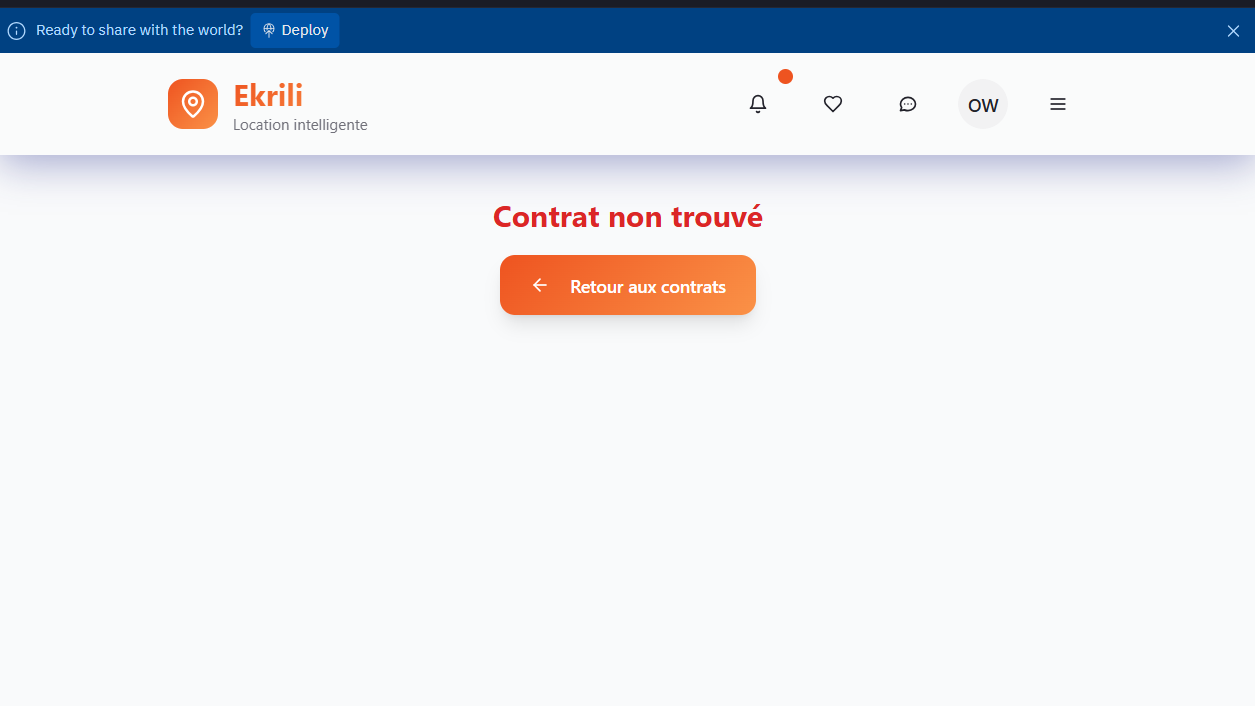 Ready to share with the world? Deploy
Ekrili
Location intelligente
OW
Contrat non trouvé
Retour aux contrats